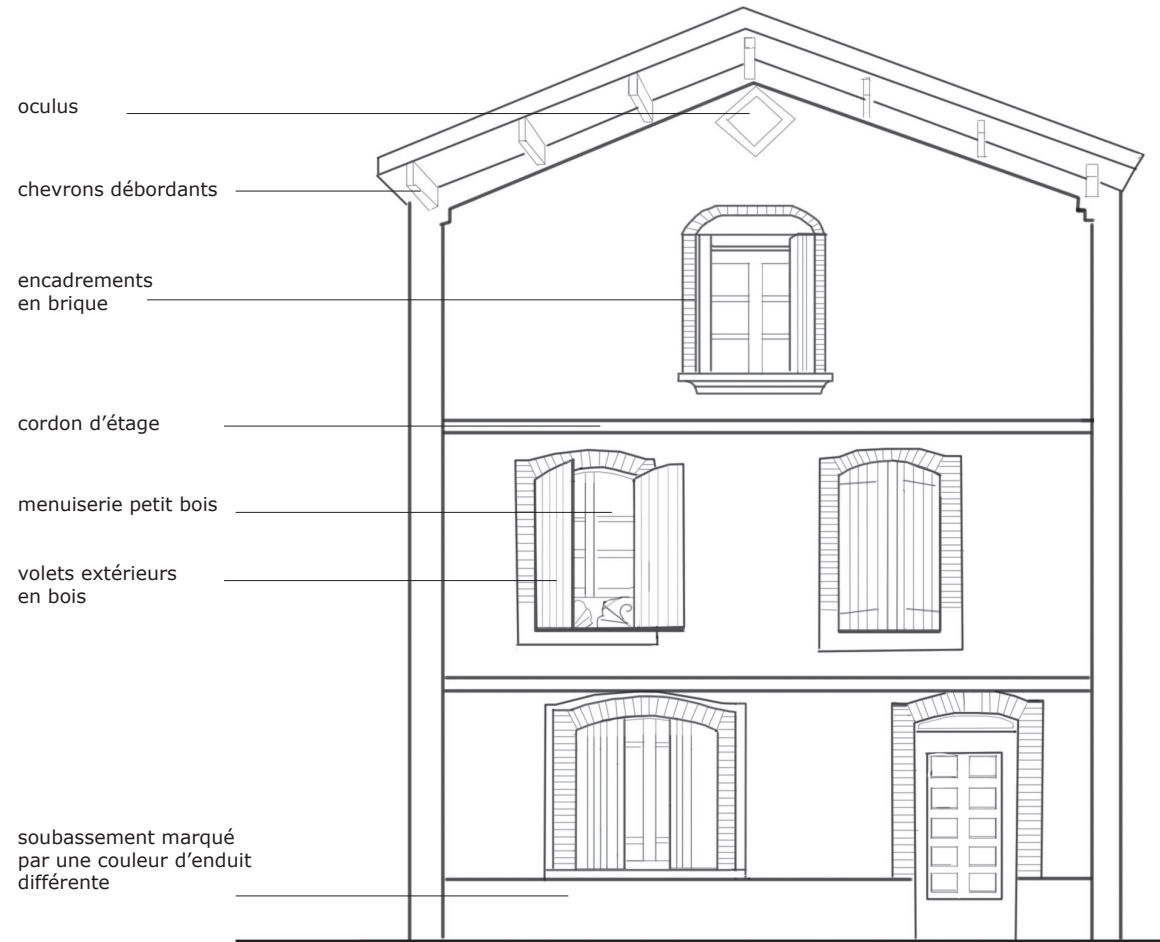 oculus
chevrons débordants
encadrements
en brique
cordon d’étage
menuiserie petit bois
volets extérieurs
en bois
soubassement marqué
par une couleur d’enduit
différente